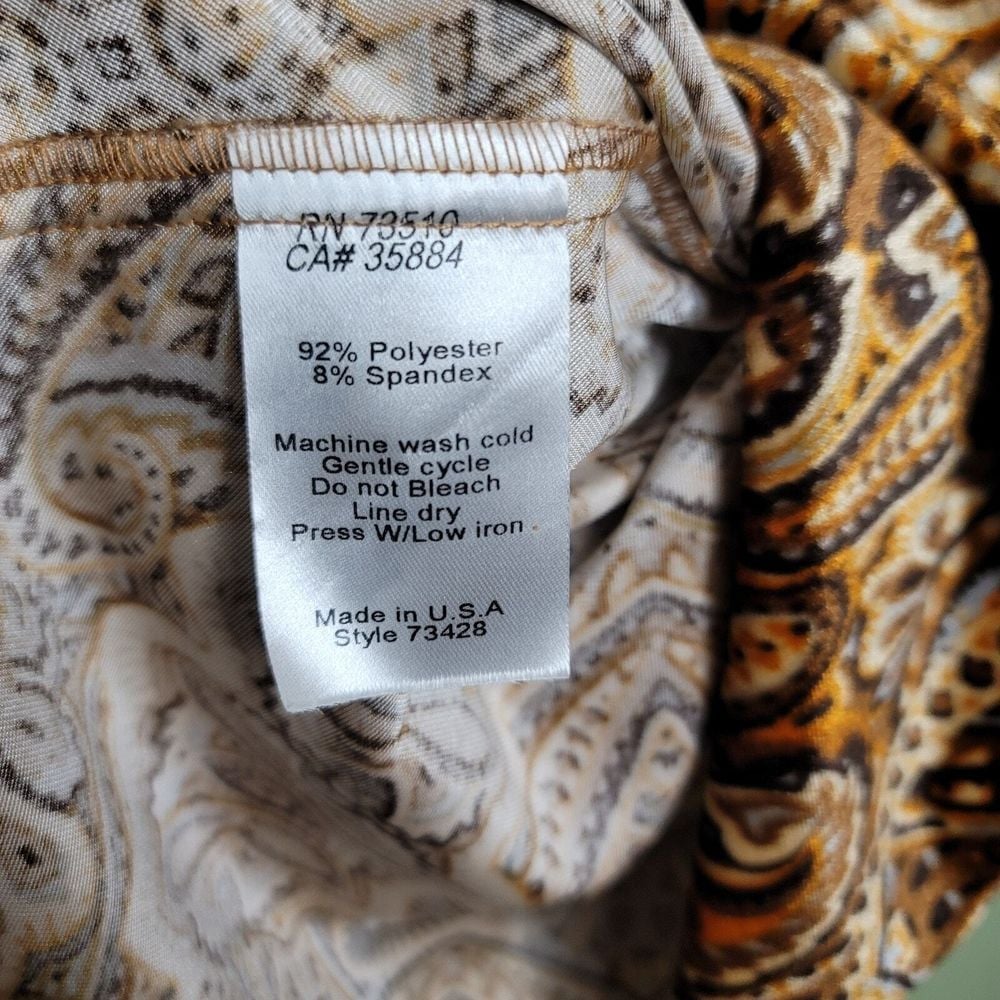 RN 73510
CA# 35884
92% Polyester
8% Spandex
Machine wash cold
Gentle cycle
Do not Bleach
Line dry
Press W/Low iron.
Made in U.S.A
Style 73428